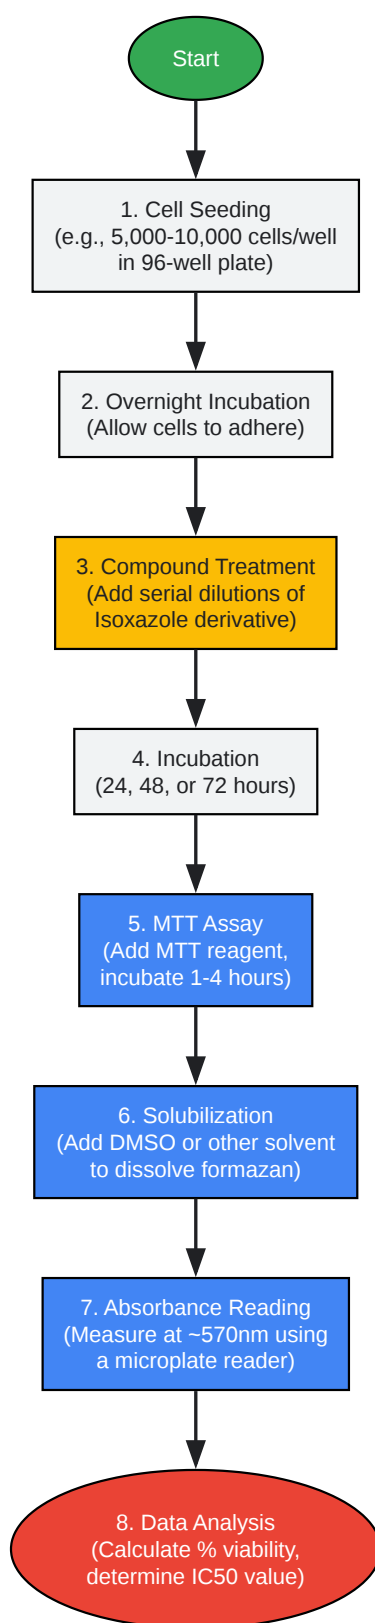 Start
1. Cell Seeding
(e.g., 5,000-10,000 cells/well
in 96-well plate)
2. Overnight Incubation
(Allow cells to adhere)
3. Compound Treatment
(Add serial dilutions of
Isoxazole derivative)
4. Incubation
(24, 48, or 72 hours)
5. MTT Assay
(Add MTT reagent,
incubate 1-4 hours)
6. Solubilization
(Add DMSO or other solvent
to dissolve formazan)
7. Absorbance Reading
(Measure at ~570nm using
a microplate reader)
8. Data Analysis
(Calculate % viability,
determine IC50 value)